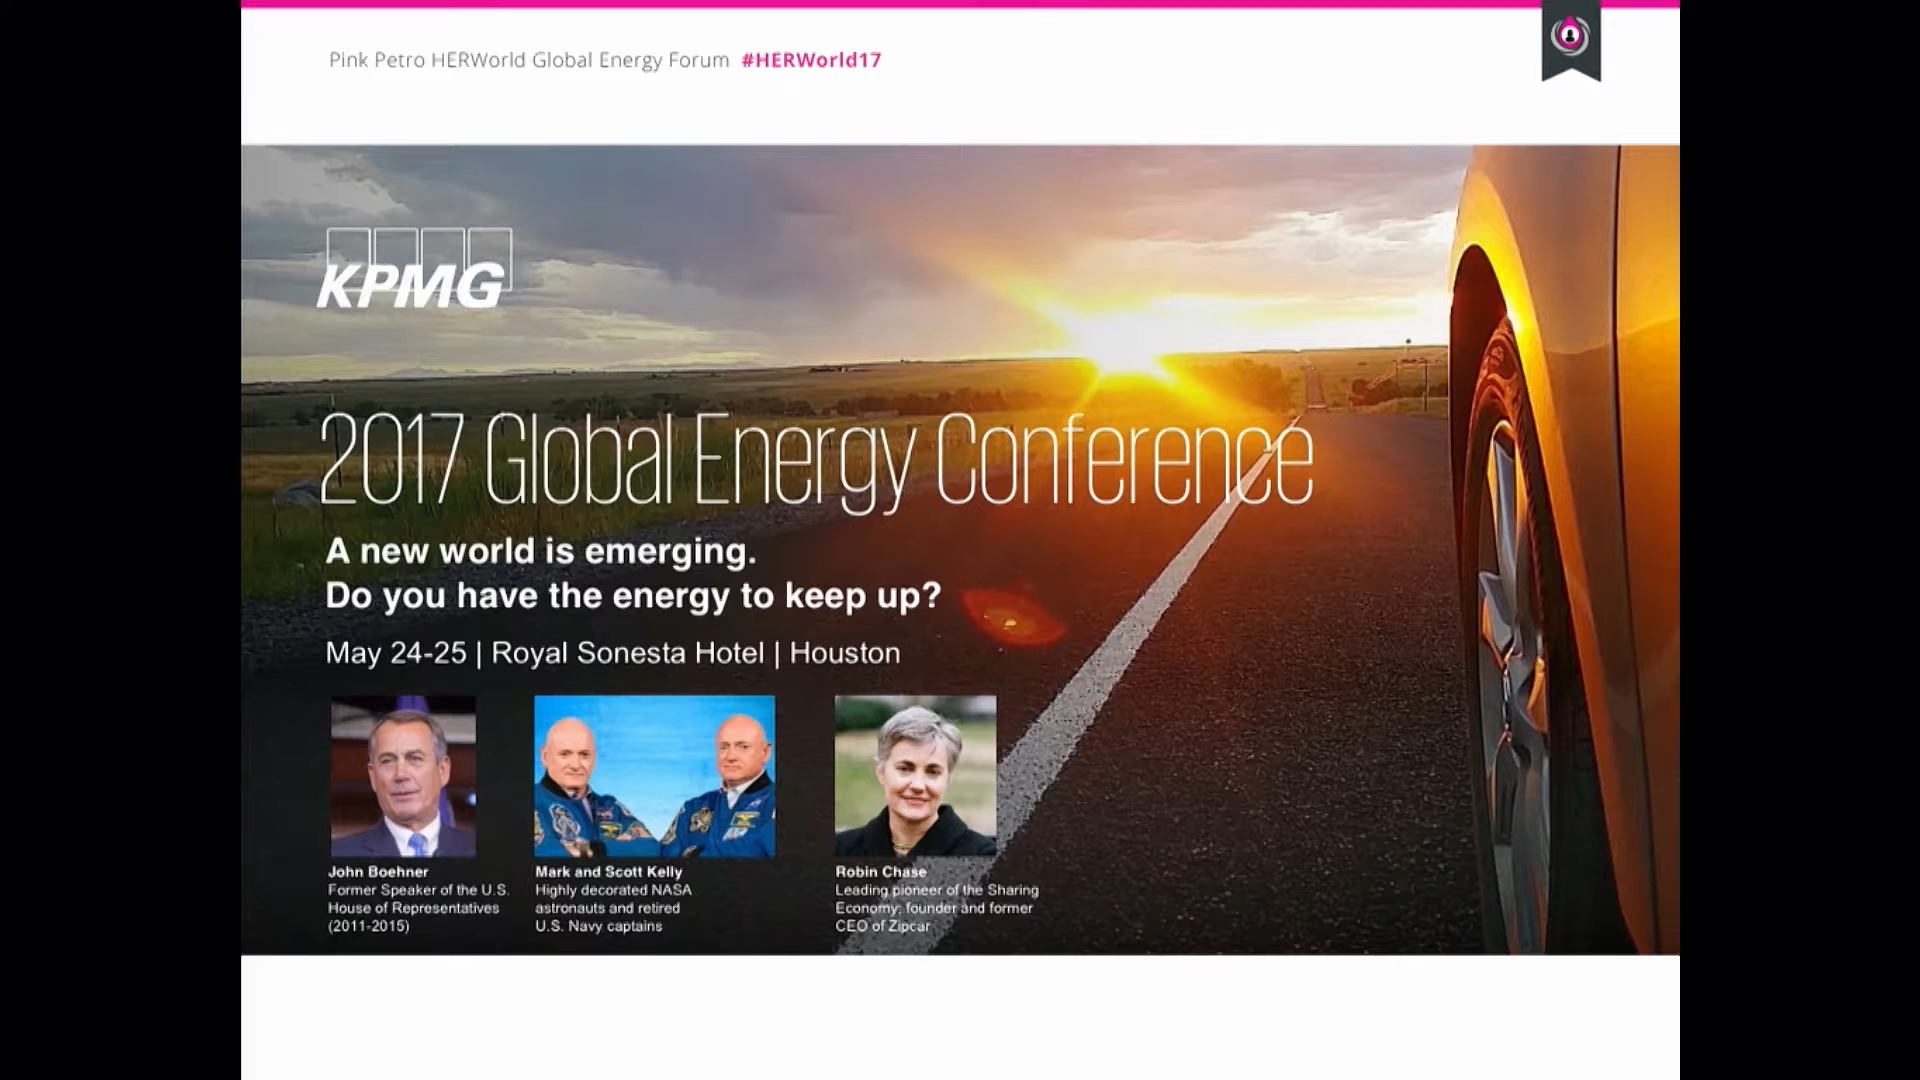 Pink Petro HERWorld Global Energy Forum #HERWorld17
KPMG
2017 Global Energy Conference
A new world is emerging.
Do you have the energy to keep up?
May 24-25 | Royal Sonesta Hotel | Houston
John Boehner
Former Speaker of the U.S.
House of Representatives
(2011-2015)
Mark and Scott Kelly
Highly decorated NASA
astronauts and retired
U.S. Navy captains
Robin Chase
Leading pioneer of the Sharing
Economy; founder and former
CEO of Zipcar